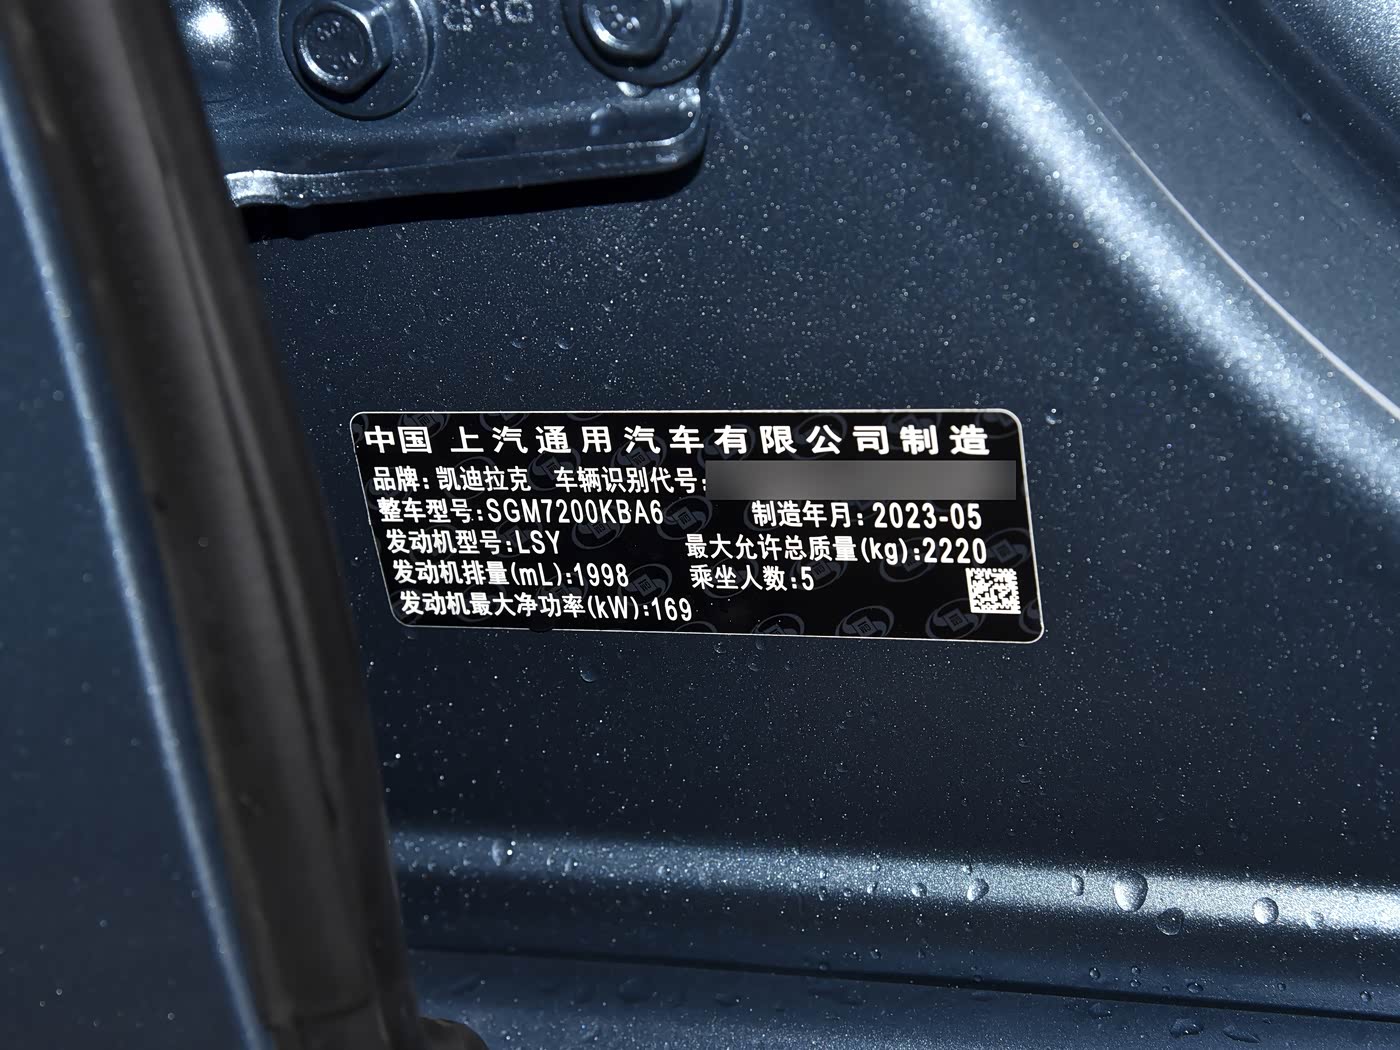 中国 上汽通用汽车有限公司制造
品牌:凯迪拉克 车辆识别代号:
整车型号:SGM7200KBA6 制造年月:2023-05
发动机型号:LSY 最大允许总质量(kg):2220
发动机排量(mL):1998 乘坐人数:5
发动机最大净功率(kW):169